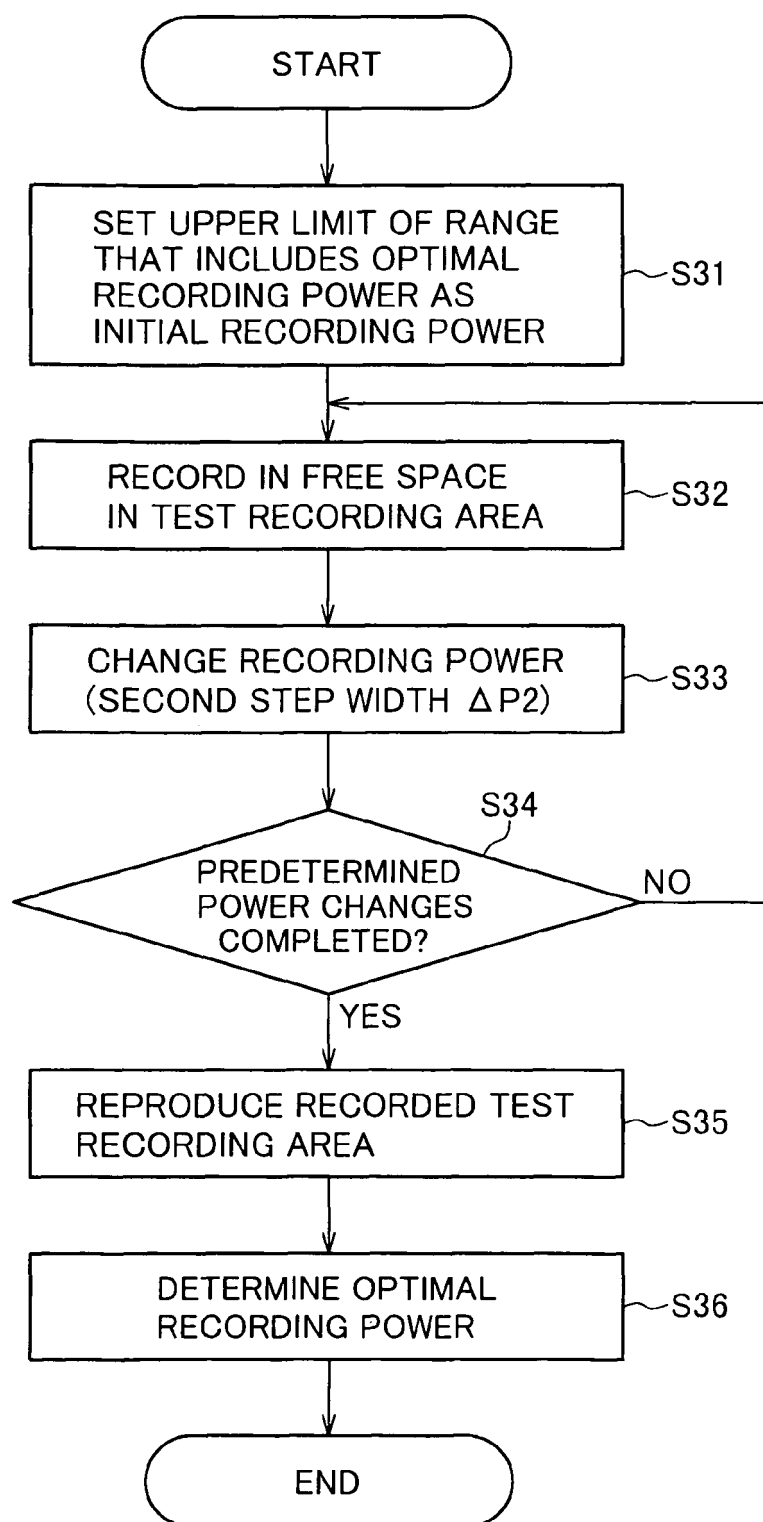 START
SET UPPER LIMIT OF RANGE
THAT INCLUDES OPTIMAL
RECORDING POWER AS
INITIAL RECORDING POWER
S31
RECORD IN FREE SPACE
IN TEST RECORDING AREA
S32
CHANGE RECORDING POWER
(SECOND STEP WIDTH ΔP2)
S33
S34
PREDETERMINED
POWER CHANGES
COMPLETED?
NO
YES
REPRODUCE RECORDED TEST
RECORDING AREA
S35
DETERMINE OPTIMAL
RECORDING POWER
S36
END